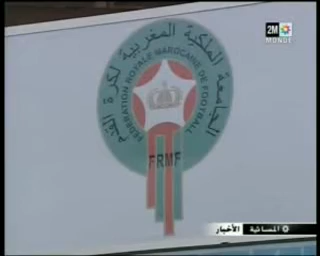 2M
MONDE
الجامعة الملكية المغربية لكرة القدم
FEDERATION ROYALE MAROCAINE DE FOOTBALL
FRMF
المسائية الأخبار